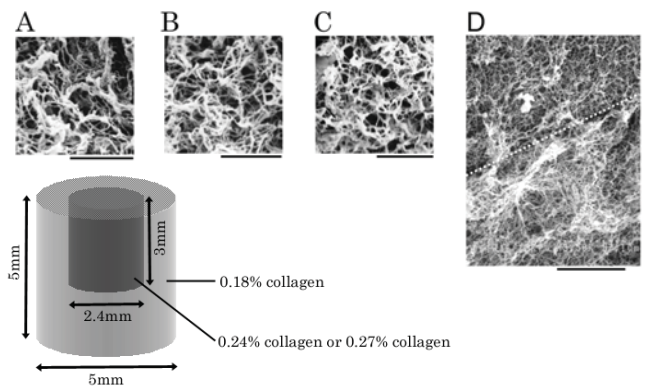 A
B
C
D
5mm
3mm
0.18% collagen
2.4mm
0.24% collagen or 0.27% collagen
5mm